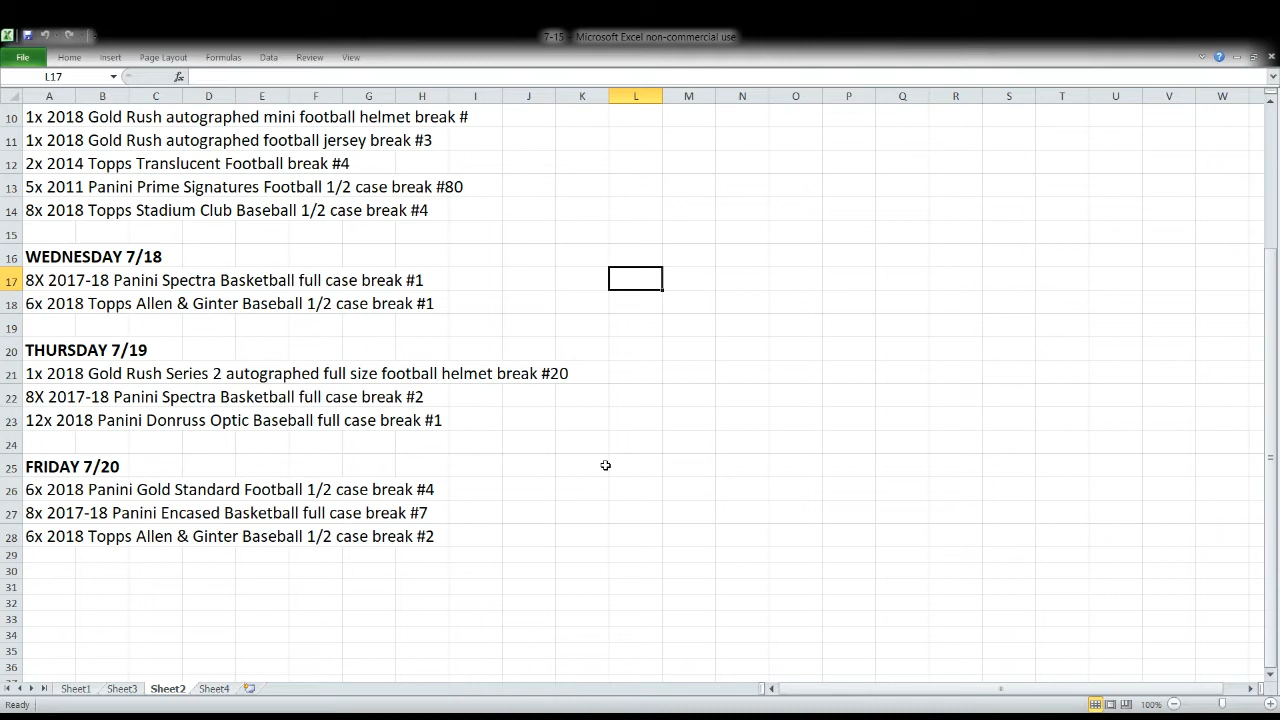 7-15 - Microsoft Excel non-commercial use
File Home Insert Page Layout Formulas Data Review View
L17 fx
A B C D E F G H I J K L M N O P Q R S T U V W
10 1x 2018 Gold Rush autographed mini football helmet break #
11 1x 2018 Gold Rush autographed football jersey break #3
12 2x 2014 Topps Translucent Football break #4
13 5x 2011 Panini Prime Signatures Football 1/2 case break #80
14 8x 2018 Topps Stadium Club Baseball 1/2 case break #4
15
16 WEDNESDAY 7/18
17 8X 2017-18 Panini Spectra Basketball full case break #1
18 6x 2018 Topps Allen & Ginter Baseball 1/2 case break #1
19
20 THURSDAY 7/19
21 1x 2018 Gold Rush Series 2 autographed full size football helmet break #20
22 8X 2017-18 Panini Spectra Basketball full case break #2
23 12x 2018 Panini Donruss Optic Baseball full case break #1
24
25 FRIDAY 7/20
26 6x 2018 Panini Gold Standard Football 1/2 case break #4
27 8x 2017-18 Panini Encased Basketball full case break #7
28 6x 2018 Topps Allen & Ginter Baseball 1/2 case break #2
29
30
31
32
33
34
35
36
Sheet1 Sheet3 Sheet2 Sheet4
Ready 100%